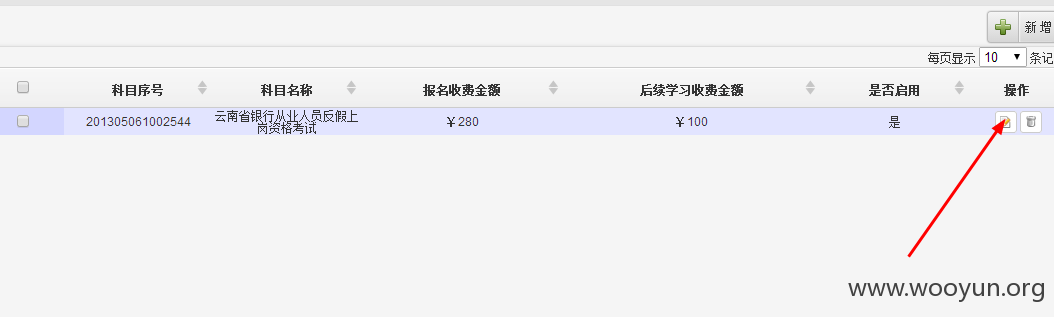 新增
每页显示 10 条记
科目序号 科目名称 报名收费金额 后续学习收费金额 是否启用 操作
201305061002544 云南省银行从业人员反假上 ￥280 ￥100 是
岗资格考试
www.wooyun.org